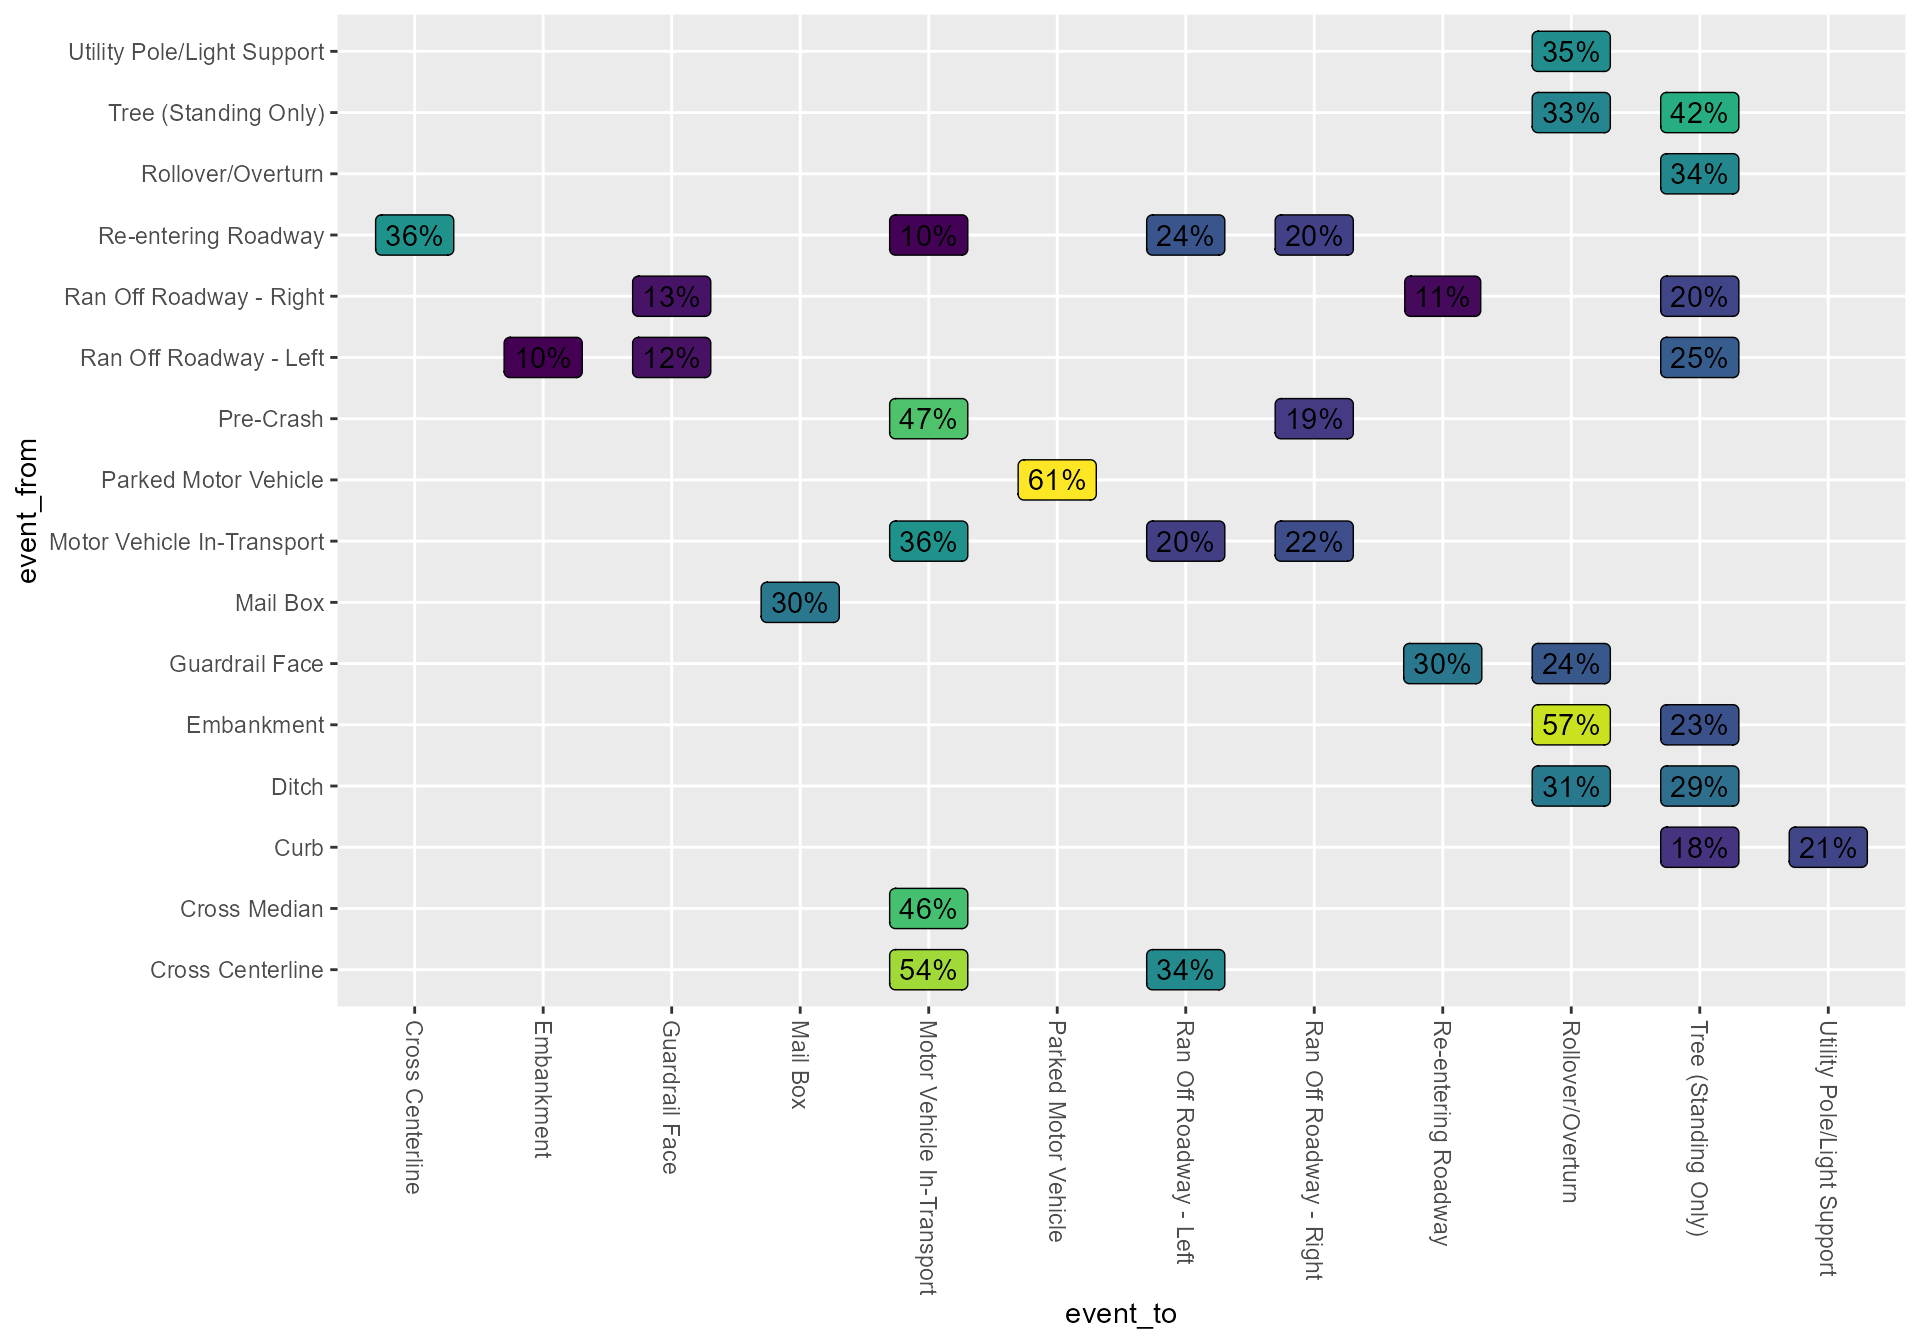 Utility Pole/Light Support 35%
Tree (Standing Only) 33% 42%
Rollover/Overturn 34%
Re-entering Roadway 36% 10% 24% 20%
Ran Off Roadway - Right 13% 11% 20%
Ran Off Roadway - Left 10% 12% 25%
Pre-Crash 47% 19%
Parked Motor Vehicle 61%
Motor Vehicle In-Transport 36% 20% 22%
Mail Box 30%
Guardrail Face 30% 24%
Embankment 57% 23%
Ditch 31% 29%
Curb 18% 21%
Cross Median 46%
Cross Centerline 54% 34%
event_from
Cross Centerline
Embankment
Guardrail Face
Mail Box
Motor Vehicle In-Transport
Parked Motor Vehicle
Ran Off Roadway - Left
Ran Off Roadway - Right
Re-entering Roadway
Rollover/Overturn
Tree (Standing Only)
Utility Pole/Light Support
event_to